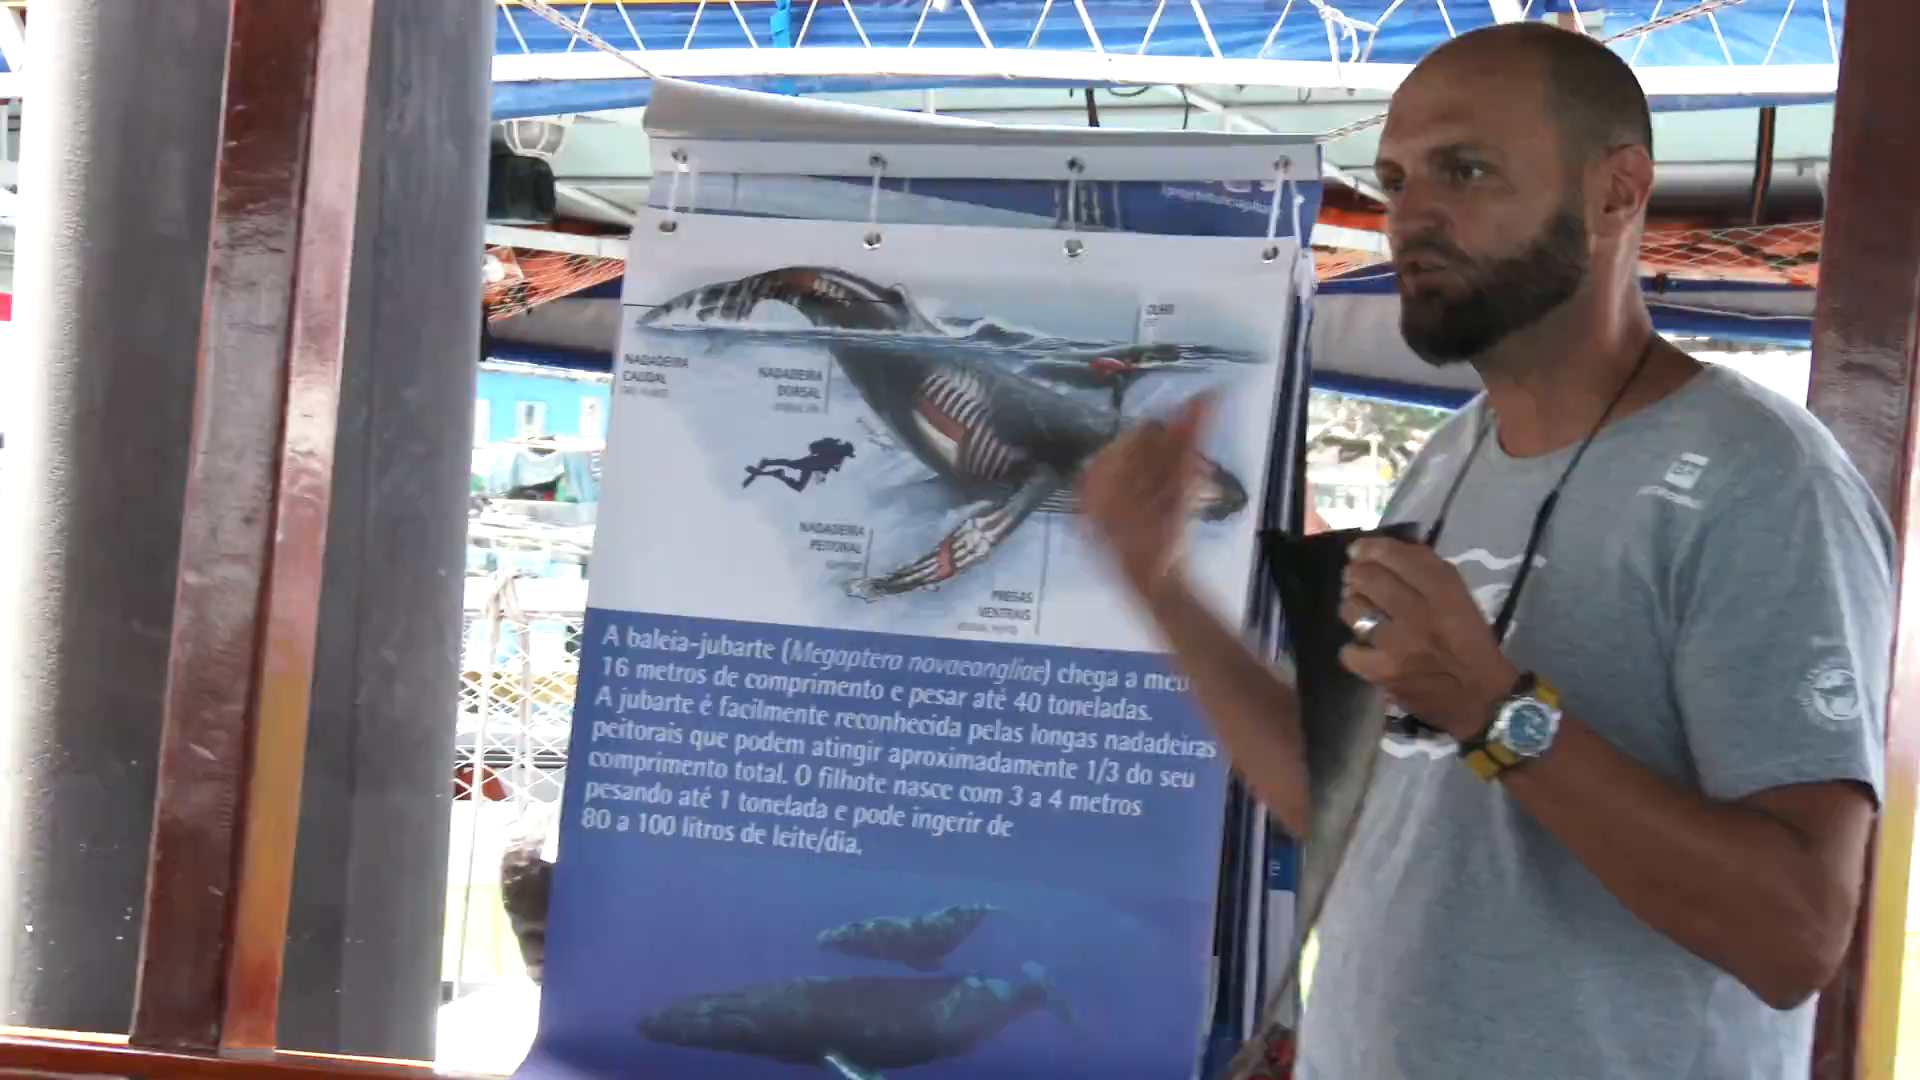 OLHO
NADADEIRA
CAUDAL
NADADEIRA
DORSAL
NADADEIRA
PEITORAL
VENTRAIS
A baleia-jubarte (Megaptera novaeangliae) chega a med
16 metros de comprimento e pesar até 40 toneladas.
A jubarte é facilmente reconhecida pelas longas nadadeiras
peitorais que podem atingir aproximadamente 1/3 do seu
comprimento total. O filhote nasce com 3 a 4 metros
pesando até 1 tonelada e pode ingerir de
80 a 100 litros de leite/dia.